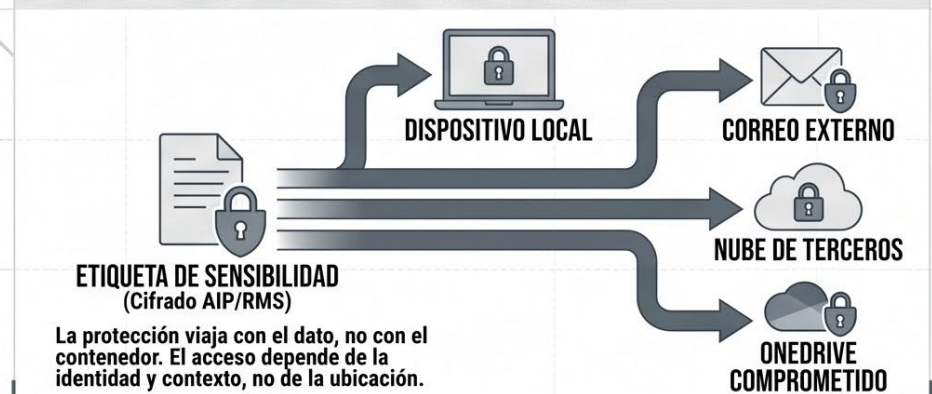 DISPOSITIVO LOCAL
CORREO EXTERNO
NUBE DE TERCEROS
ETIQUETA DE SENSIBILIDAD
(Cifrado AIP/RMS)
La protección viaja con el dato, no con el
contenedor. El acceso depende de la
identidad y contexto, no de la ubicación.
ONEDRIVE
COMPROMETIDO